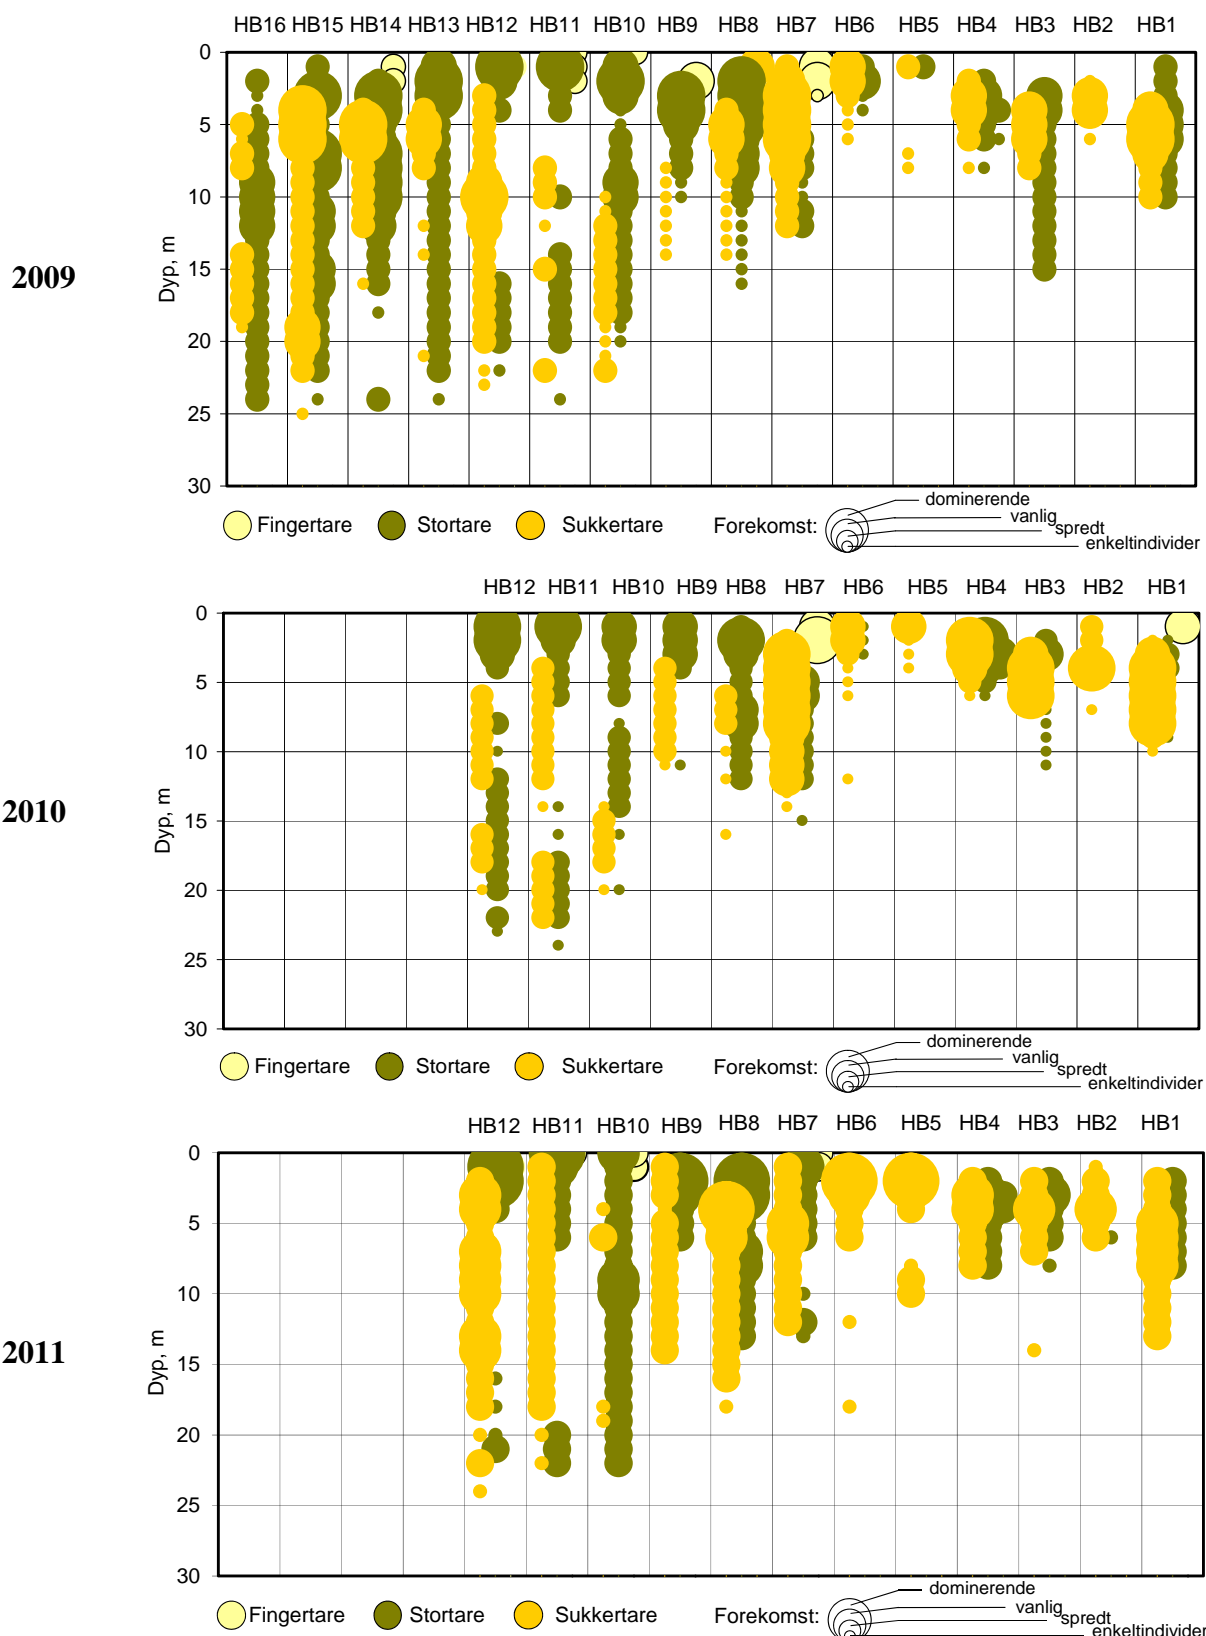 HB16 HB15 HB14 HB13 HB12 HB11 HB10 HB9 HB8 HB7 HB6 HB5 HB4 HB3 HB2 HB1
0
5
10
15
20
25
30
2009
Dyp, m
Fingertare Stortare Sukkertare Forekomst: dominerende
vanlig
spredt
enkeltindivider
HB12 HB11 HB10 HB9 HB8 HB7 HB6 HB5 HB4 HB3 HB2 HB1
0
5
10
15
20
25
30
2010
Dyp, m
Fingertare Stortare Sukkertare Forekomst: dominerende
vanlig
spredt
enkeltindivider
HB12 HB11 HB10 HB9 HB8 HB7 HB6 HB5 HB4 HB3 HB2 HB1
0
5
10
15
20
25
30
2011
Dyp, m
Fingertare Stortare Sukkertare Forekomst: dominerende
vanlig
spredt
enkeltindivider